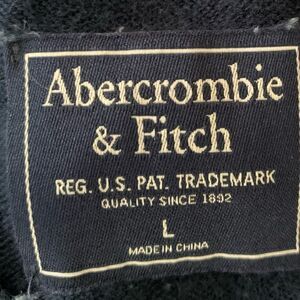 Abercrombie
& Fitch
REG. U.S. PAT. TRADEMARK
QUALITY SINCE 1892
L
MADE IN CHINA